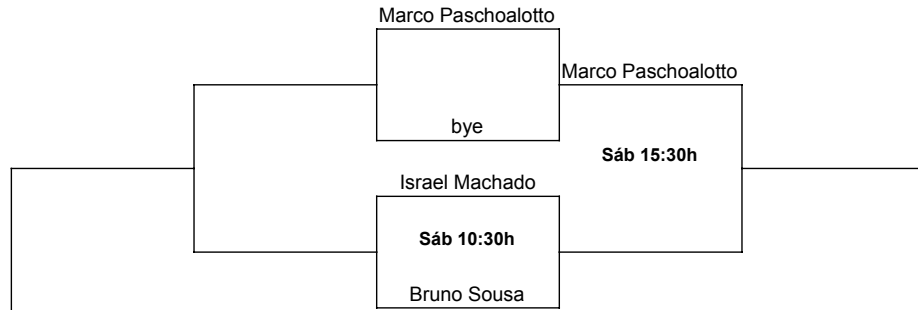 Marco Paschoalotto
Marco Paschoalotto
bye
Sáb 15:30h
Israel Machado
Sáb 10:30h
Bruno Sousa